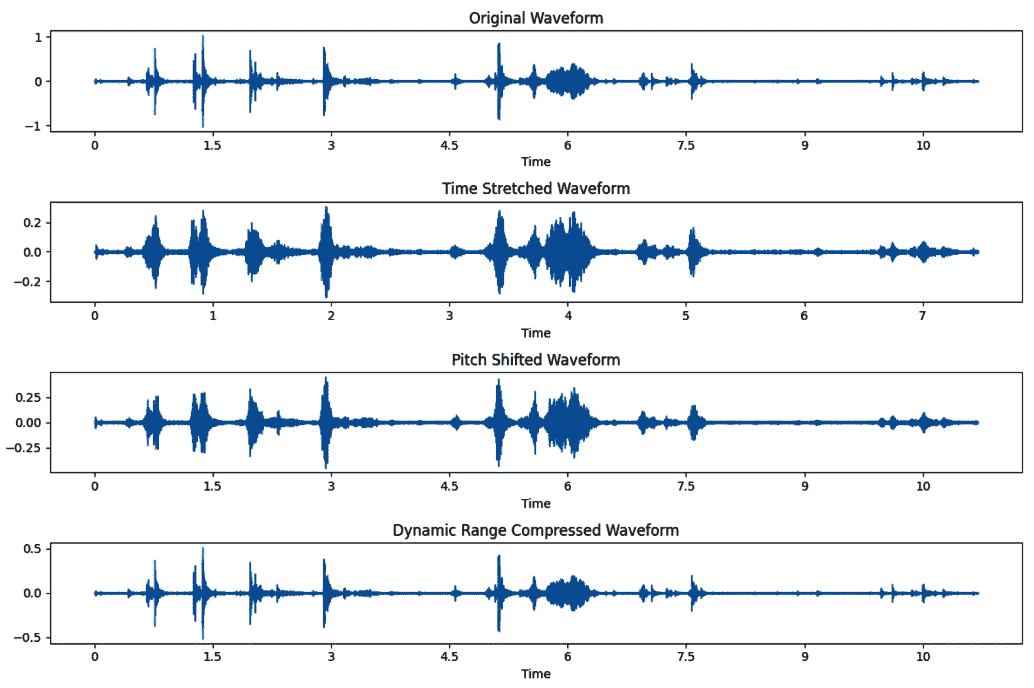 Original Waveform
1
0
−1
0 1.5 3 4.5 6 7.5 9 10
Time
Time Stretched Waveform
0.2
0.0
−0.2
0 1 2 3 4 5 6 7
Time
Pitch Shifted Waveform
0.25
0.00
−0.25
0 1.5 3 4.5 6 7.5 9 10
Time
Dynamic Range Compressed Waveform
0.5
0.0
−0.5
0 1.5 3 4.5 6 7.5 9 10
Time